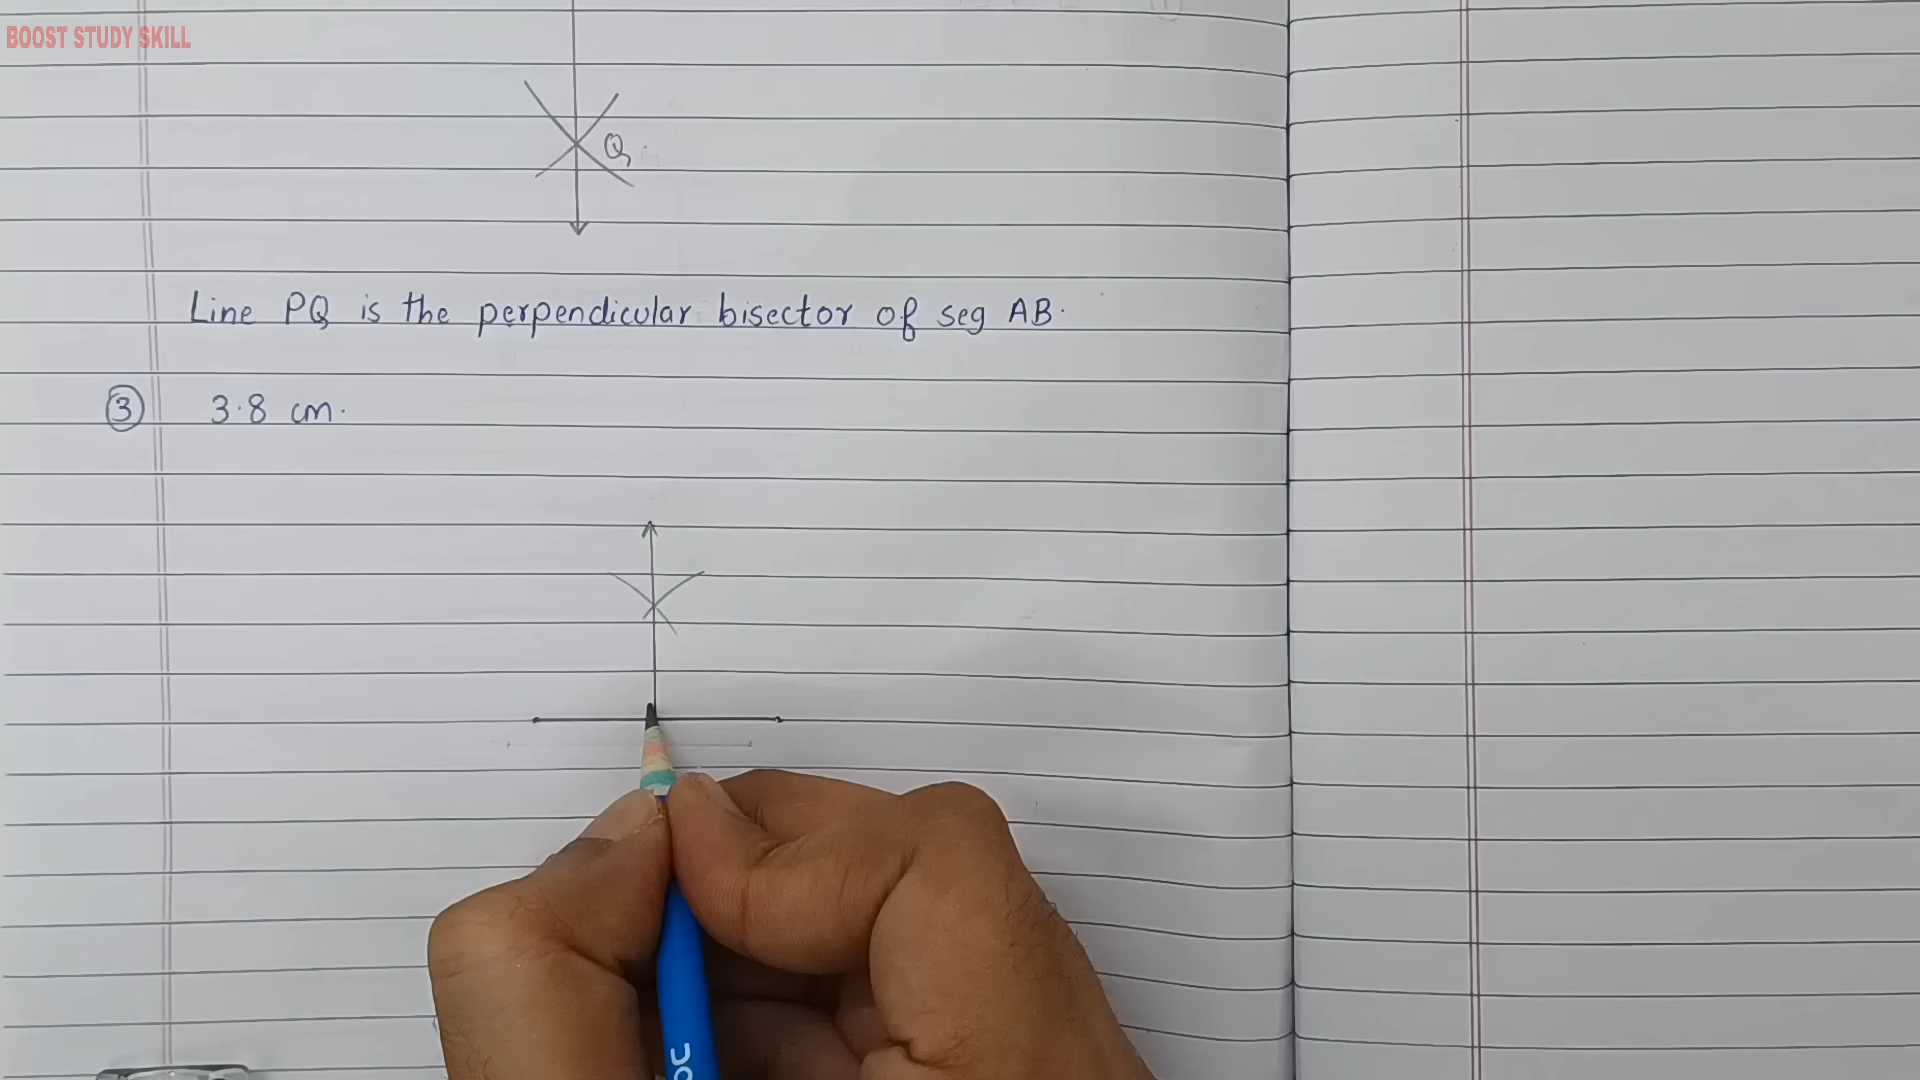 BOOST STUDY SKILL
Q
Line PQ is the perpendicular bisector of seg AB.
③ 3.8 cm.